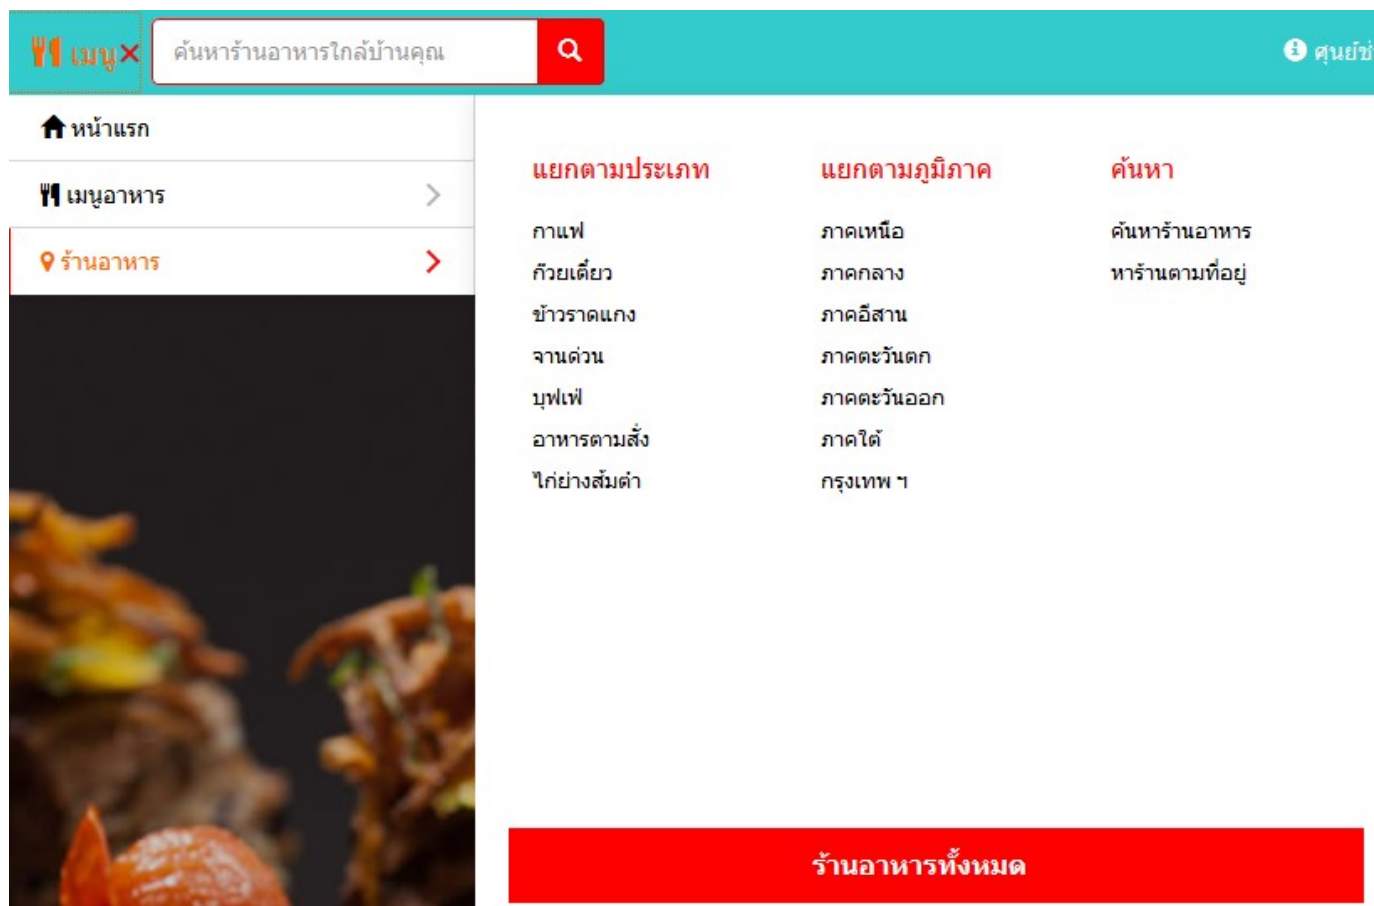 เมนู
ค้นหาร้านอาหารใกล้บ้านคุณ
หน้าแรก
เมนูอาหาร
ร้านอาหาร
แยกตามประเภท
กาแฟ
ก๊วยเตี๋ยว
ข้าวราดแกง
จานด่วน
บุฟเฟ่
อาหารตามสั่ง
ไก่ย่างส้มตำ
แยกตามภูมิภาค
ภาคเหนือ
ภาคกลาง
ภาคอีสาน
ภาคตะวันตก
ภาคตะวันออก
ภาคใต้
กรุงเทพ ฯ
ค้นหา
ค้นหาร้านอาหาร
หาร้านตามที่อยู่
ร้านอาหารทั้งหมด